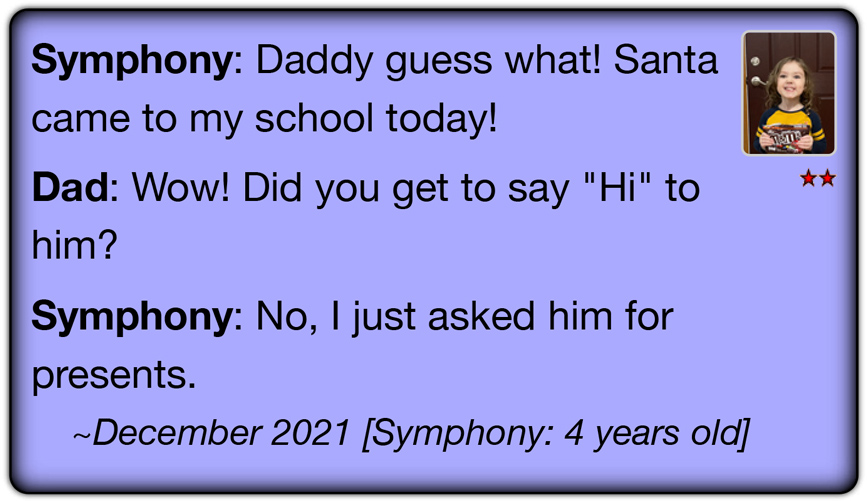 Symphony: Daddy guess what! Santa
came to my school today!
Dad: Wow! Did you get to say "Hi" to
him?
Symphony: No, I just asked him for
presents.
~December 2021 [Symphony: 4 years old]